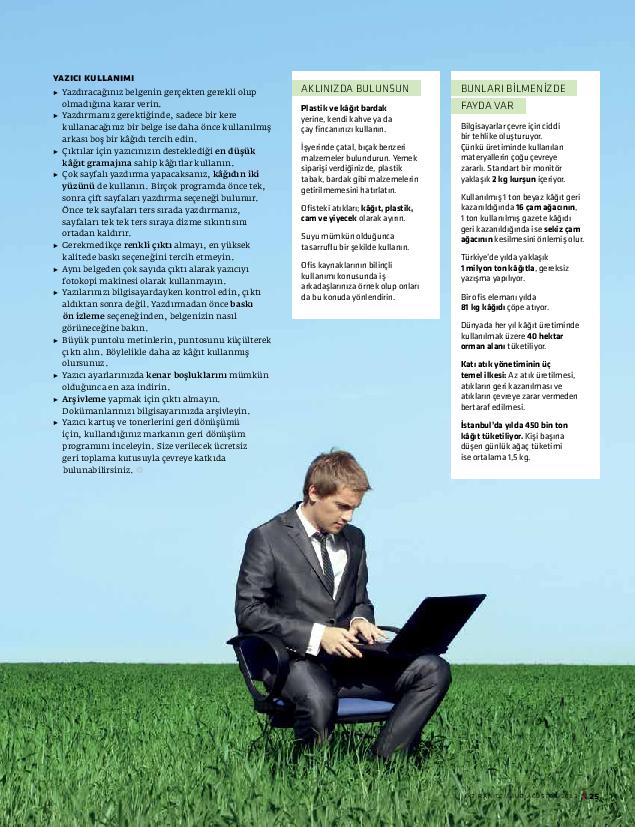 YAZICI KULLANIMI
► Yazdıracağınız belgenin gerçekten gerekli olup
olmadığına karar verin.
► Yazdırmanız gerektiğinde, sadece bir kere
kullanacağınız bir belge ise daha önce kullanılmış
arkası boş bir kâğıdı tercih edin.
► Çıktılar için yazıcınızın desteklediği en düşük
kâğıt gramajına sahip kâğıtlar kullanın.
► Çok sayfalı yazdırma yapacaksanız, kâğıdın iki
yüzünü de kullanın. Birçok programda önce tek,
sonra çift sayfaları yazdırma seçeneği bulunur.
Önce tek sayfaları ters sırada yazdırmanız,
sayfaları tek tek ters sıraya dizme sıkıntısını
ortadan kaldırır.
► Gerekmedikçe renkli çıktı almayı, en yüksek
kalitede baskı seçeneğini tercih etmeyin.
► Aynı belgeden çok sayıda çıktı alarak yazıcıyı
fotokopi makinesi olarak kullanmayın.
► Yazılarınızı bilgisayardayken kontrol edin, çıktı
aldıktan sonra değil. Yazdırmadan önce baskı
ön izleme seçeneğinden, belgenizin nasıl
görüneceğine bakın.
► Büyük puntolu metinlerin, puntosunu küçülterek
çıktı alın. Böylelikle daha az kâğıt kullanmış
olursunuz.
► Yazıcı ayarlarınızda kenar boşluklarını mümkün
olduğunca en aza indirin.
► Arşivleme yapmak için çıktı almayın.
Dokümanlarınızı bilgisayarınızda arşivleyin.
► Yazıcı kartuş ve tonerlerini geri dönüşümü
için, kullandığınız markanın geri dönüşüm
programını inceleyin. Size verilecek ücretsiz
geri toplama kutusuyla çevreye katkıda
bulunabilirsiniz.
AKLINIZDA BULUNSUN
Plastik ve kâğıt bardak
yerine, kendi kahve ya da
çay fincanınızı kullanın.
İşyerinde çatal, bıçak benzeri
malzemeler bulundurun. Yemek
siparişi verdiğinizde, plastik
tabak, bardak gibi malzemelerin
getirilmemesini hatırlatın.
Ofisteki atıkları; kâğıt, plastik,
cam ve yiyecek olarak ayırın.
Suyu mümkün olduğunca
tasarruflu bir şekilde kullanın.
Ofis kaynaklarının bilinçli
kullanımı konusunda iş
arkadaşlarınıza örnek olup onları
da bu konuda yönlendirin.
BUNLARI BİLMENİZDE
FAYDA VAR
Bilgisayarlar çevre için ciddi
bir tehlike oluşturuyor.
Çünkü üretiminde kullanılan
materyallerin çoğu çevreye
zararlı. Standart bir monitör
yaklaşık 2 kg kurşun içeriyor.
Kullanılmış 1 ton beyaz kâğıt geri
kazanıldığında 16 çam ağacının,
1 ton kullanılmış gazete kâğıdı
geri kazanıldığında ise sekiz çam
ağacının kesilmesini önlemiş olur.
Türkiye'de yılda yaklaşık
1 milyon ton kâğıtla, gereksiz
yazışma yapılıyor.
Bir ofis elemanı yılda
81 kg kâğıdı çöpe atıyor.
Dünyada her yıl kâğıt üretiminde
kullanılmak üzere 40 hektar
orman alanı tüketiliyor.
Katı atık yönetiminin üç
temel ilkesi: Az atık üretilmesi,
atıkların geri kazanılması ve
atıkların çevreye zarar vermeden
bertaraf edilmesi.
İstanbul'da yılda 450 bin ton
kâğıt tüketiliyor. Kişi başına
düşen günlük ağaç tüketimi
ise ortalama 1,5 kg.
25